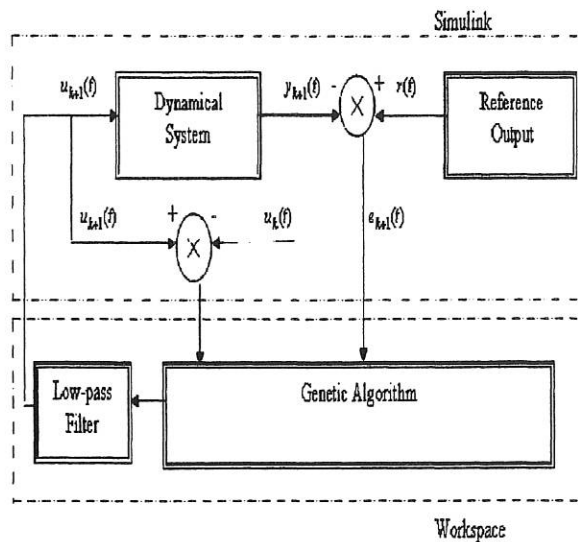 Simulink
u_{k+1}(t)
Dynamical
System
y_{k+1}(t)
-
+
r(t)
X
Reference
Output
u_{k+1}(t)
+
-
u_k(t)
X
e_{k+1}(t)
Low-pass
Filter
Genetic Algorithm
Workspace